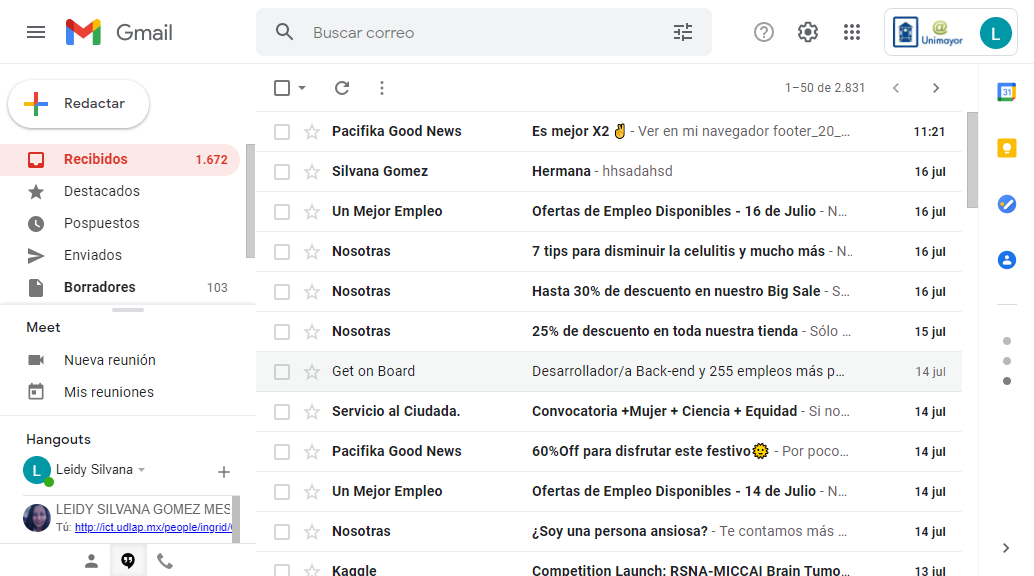 Gmail
Buscar correo
@
Unimayor
L
Redactar
1–50 de 2.831
31
Recibidos 1.672
Destacados
Pospuestos
Enviados
Borradores 103
Meet
Nueva reunión
Mis reuniones
Hangouts
L Leidy Silvana
LEIDY SILVANA GOMEZ MES
Tú: http://ict.udlap.mx/people/ingrid/
Pacifika Good News Es mejor X2 ✌ - Ver en mi navegador footer_20_… 11:21
Silvana Gomez Hermana - hhsadahsd 16 jul
Un Mejor Empleo Ofertas de Empleo Disponibles - 16 de Julio - N… 16 jul
Nosotras 7 tips para disminuir la celulitis y mucho más - N.. 16 jul
Nosotras Hasta 30% de descuento en nuestro Big Sale - S… 16 jul
Nosotras 25% de descuento en toda nuestra tienda - Sólo … 15 jul
Get on Board Desarrollador/a Back-end y 255 empleos más p… 14 jul
Servicio al Ciudada. Convocatoria +Mujer + Ciencia + Equidad - Si no… 14 jul
Pacifika Good News 60%Off para disfrutar este festivo🌞 - Por poco… 14 jul
Un Mejor Empleo Ofertas de Empleo Disponibles - 14 de Julio - N… 14 jul
Nosotras ¿Soy una persona ansiosa? - Te contamos más … 14 jul
Kaggle Competition Launch: RSNA-MICCAI Brain Tumo… 13 jul